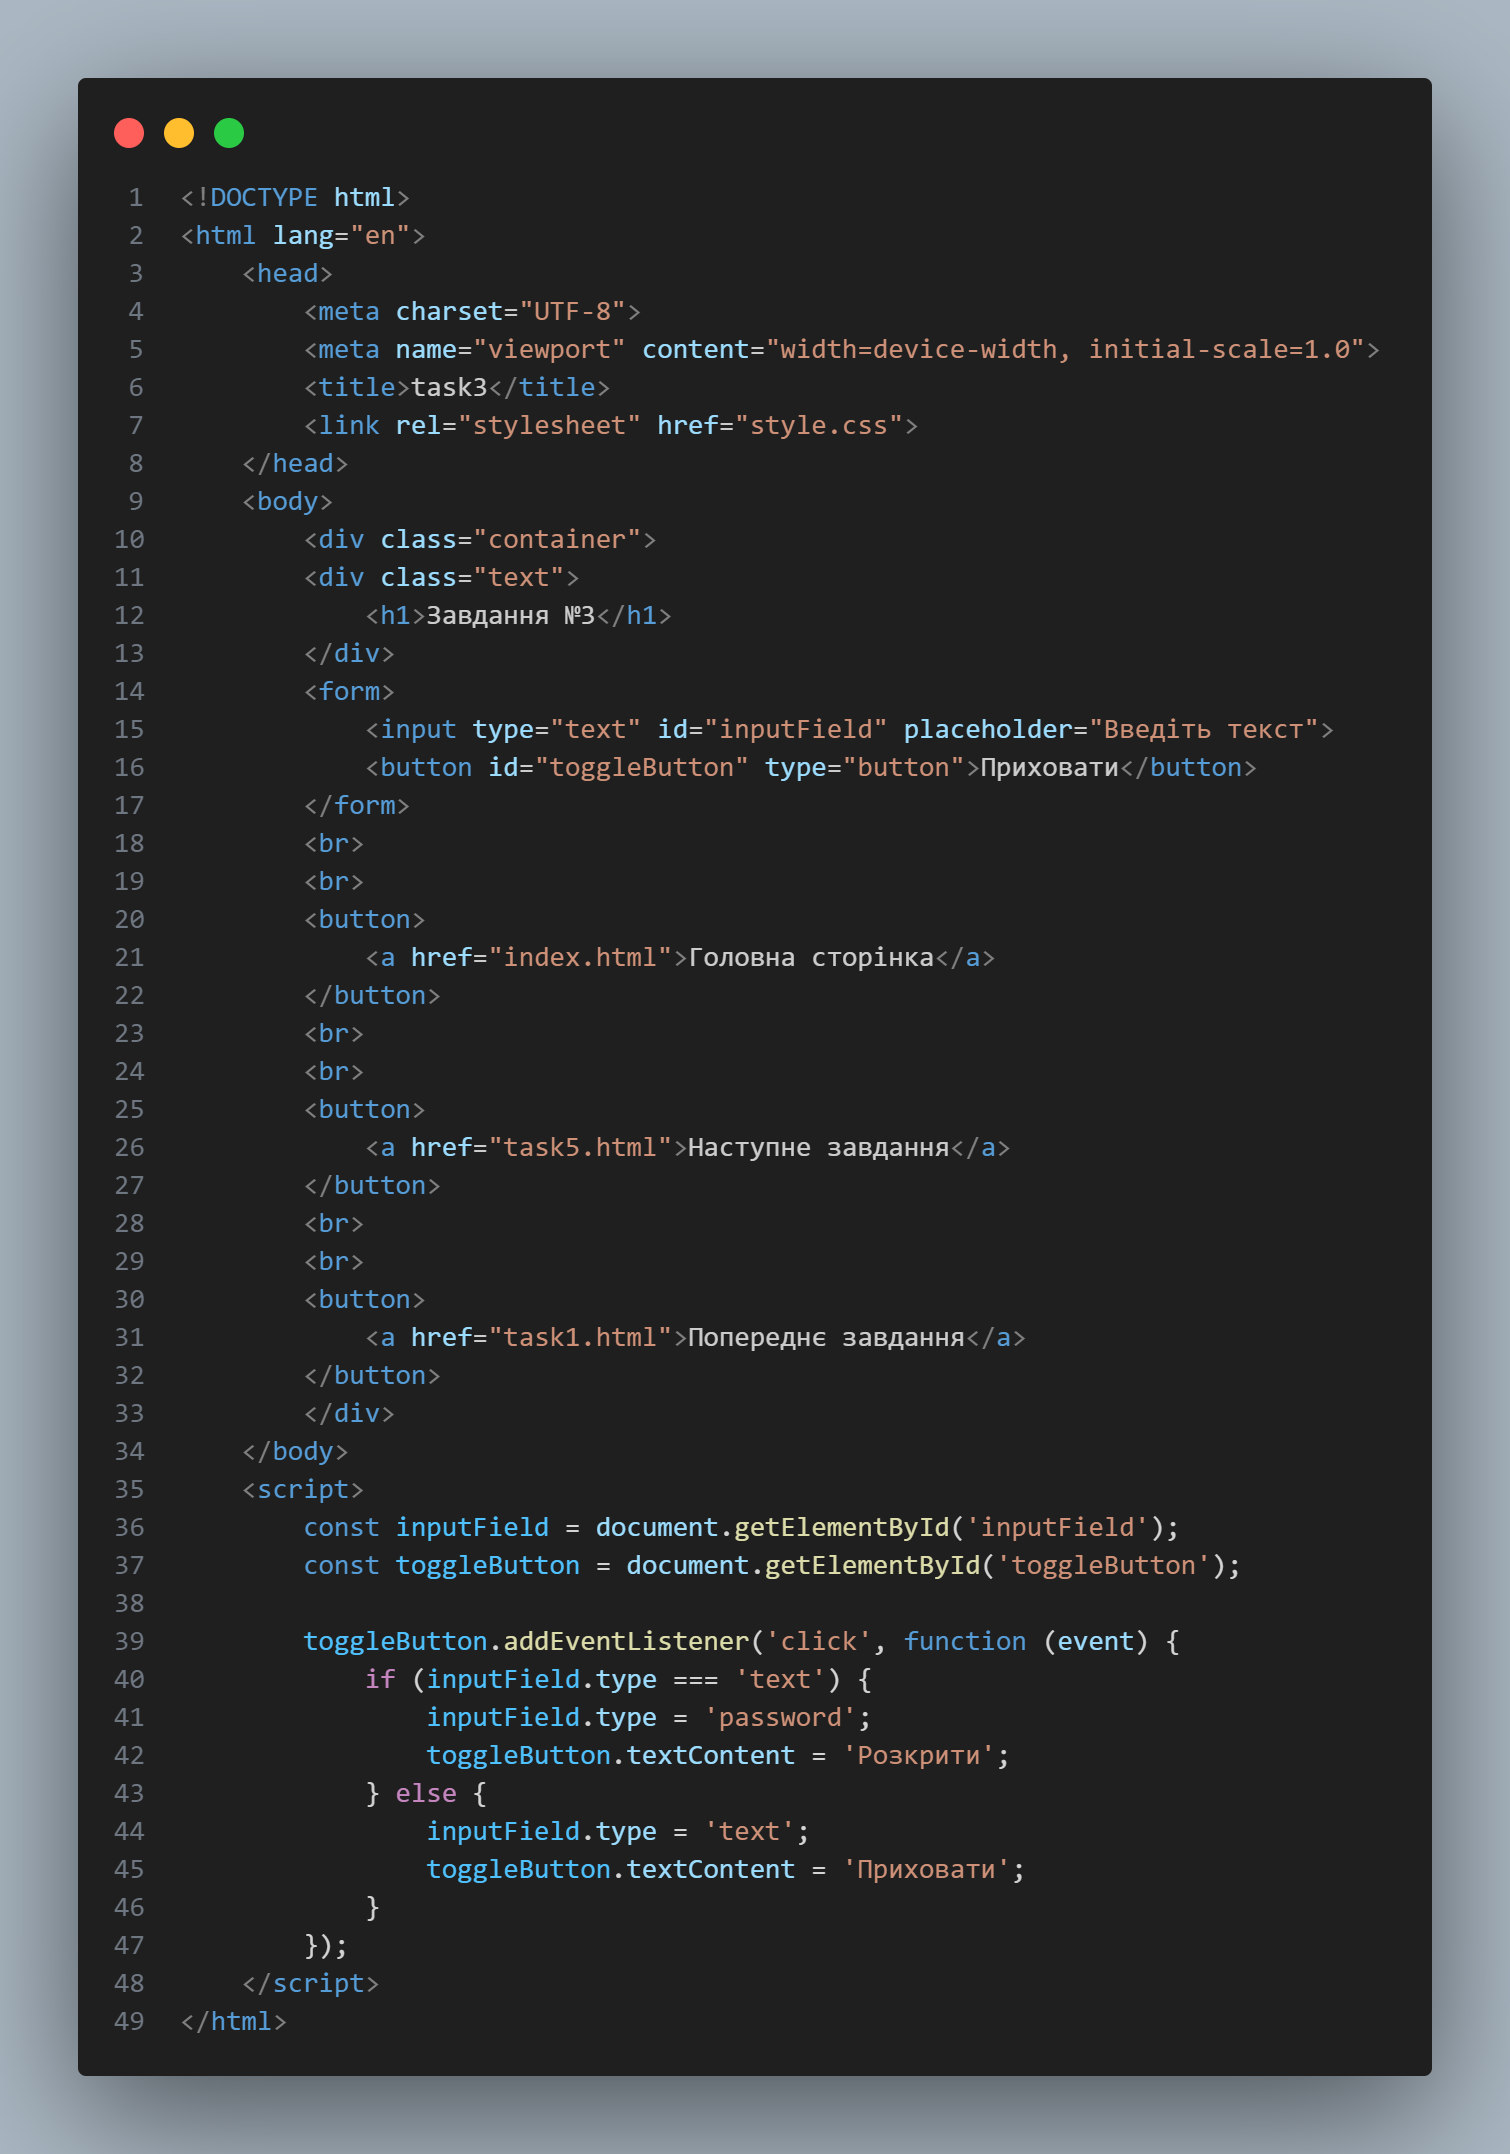 1 <!DOCTYPE html>
2 <html lang="en">
3     <head>
4         <meta charset="UTF-8">
5         <meta name="viewport" content="width=device-width, initial-scale=1.0">
6         <title>task3</title>
7         <link rel="stylesheet" href="style.css">
8     </head>
9     <body>
10         <div class="container">
11         <div class="text">
12             <h1>Завдання №3</h1>
13         </div>
14         <form>
15             <input type="text" id="inputField" placeholder="Введіть текст">
16             <button id="toggleButton" type="button">Приховати</button>
17         </form>
18         <br>
19         <br>
20         <button>
21             <a href="index.html">Головна сторінка</a>
22         </button>
23         <br>
24         <br>
25         <button>
26             <a href="task5.html">Наступне завдання</a>
27         </button>
28         <br>
29         <br>
30         <button>
31             <a href="task1.html">Попереднє завдання</a>
32         </button>
33         </div>
34     </body>
35     <script>
36         const inputField = document.getElementById('inputField');
37         const toggleButton = document.getElementById('toggleButton');
38
39         toggleButton.addEventListener('click', function (event) {
40             if (inputField.type === 'text') {
41                 inputField.type = 'password';
42                 toggleButton.textContent = 'Розкрити';
43             } else {
44                 inputField.type = 'text';
45                 toggleButton.textContent = 'Приховати';
46             }
47         });
48     </script>
49 </html>